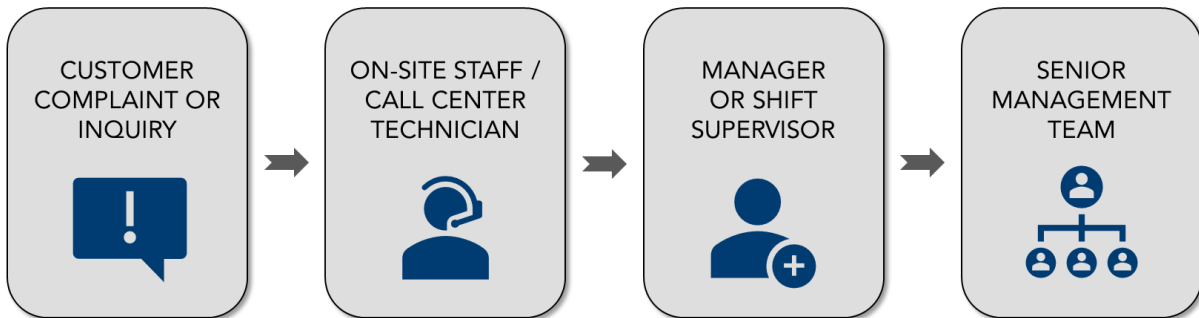 CUSTOMER
COMPLAINT OR
INQUIRY
ON-SITE STAFF /
CALL CENTER
TECHNICIAN
MANAGER
OR SHIFT
SUPERVISOR
SENIOR
MANAGEMENT
TEAM